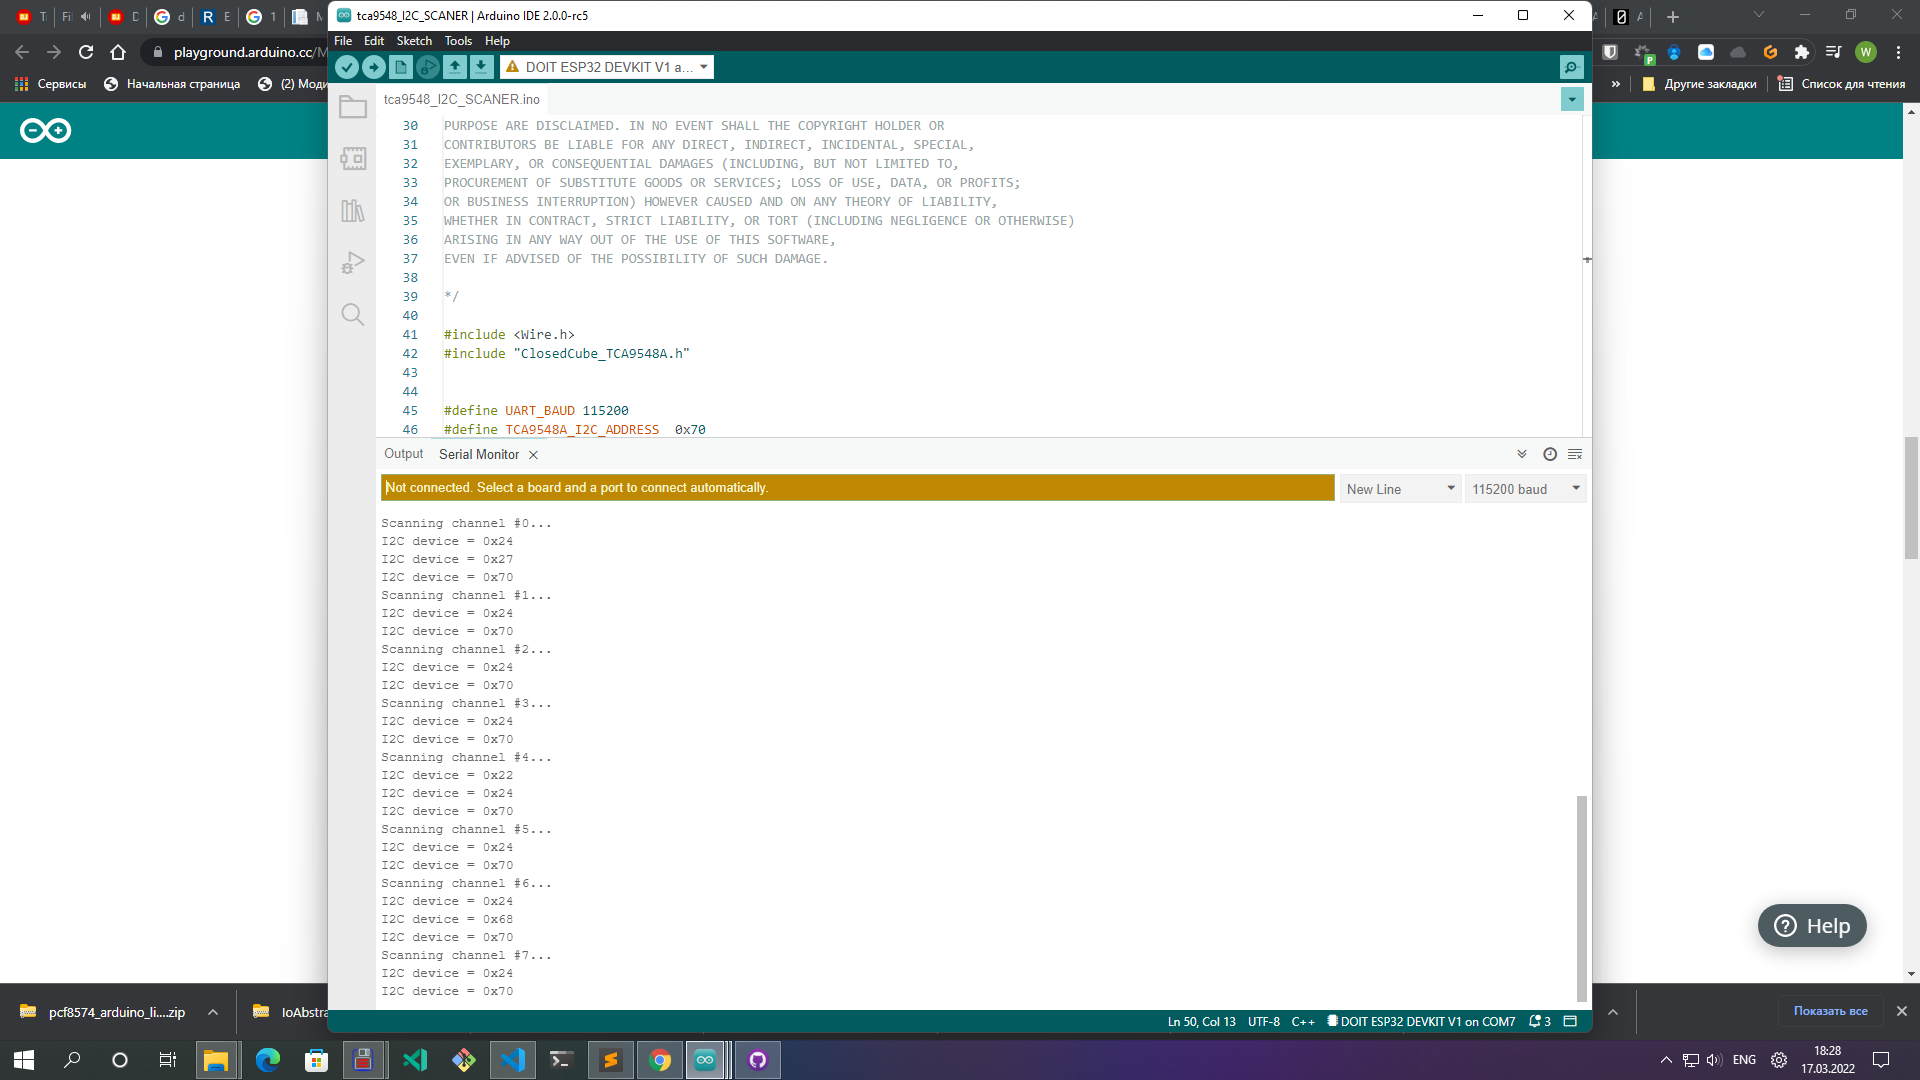 tca9548_I2C_SCANER | Arduino IDE 2.0.0-rc5
File Edit Sketch Tools Help
playground.arduino.cc/M
DOIT ESP32 DEVKIT V1 a...
Сервисы
Начальная страница
(2) Моди
»
Другие закладки
Список для чтения
tca9548_I2C_SCANER.ino
30 PURPOSE ARE DISCLAIMED. IN NO EVENT SHALL THE COPYRIGHT HOLDER OR
31 CONTRIBUTORS BE LIABLE FOR ANY DIRECT, INDIRECT, INCIDENTAL, SPECIAL,
32 EXEMPLARY, OR CONSEQUENTIAL DAMAGES (INCLUDING, BUT NOT LIMITED TO,
33 PROCUREMENT OF SUBSTITUTE GOODS OR SERVICES; LOSS OF USE, DATA, OR PROFITS;
34 OR BUSINESS INTERRUPTION) HOWEVER CAUSED AND ON ANY THEORY OF LIABILITY,
35 WHETHER IN CONTRACT, STRICT LIABILITY, OR TORT (INCLUDING NEGLIGENCE OR OTHERWISE)
36 ARISING IN ANY WAY OUT OF THE USE OF THIS SOFTWARE,
37 EVEN IF ADVISED OF THE POSSIBILITY OF SUCH DAMAGE.
38
39 */
40
41 #include <Wire.h>
42 #include "ClosedCube_TCA9548A.h"
43
44
45 #define UART_BAUD 115200
46 #define TCA9548A_I2C_ADDRESS 0x70
Output Serial Monitor
Not connected. Select a board and a port to connect automatically.
New Line
115200 baud
Scanning channel #0...
I2C device = 0x24
I2C device = 0x27
I2C device = 0x70
Scanning channel #1...
I2C device = 0x24
I2C device = 0x70
Scanning channel #2...
I2C device = 0x24
I2C device = 0x70
Scanning channel #3...
I2C device = 0x24
I2C device = 0x70
Scanning channel #4...
I2C device = 0x22
I2C device = 0x24
I2C device = 0x70
Scanning channel #5...
I2C device = 0x24
I2C device = 0x70
Scanning channel #6...
I2C device = 0x24
I2C device = 0x68
I2C device = 0x70
Scanning channel #7...
I2C device = 0x24
I2C device = 0x70
Help
pcf8574_arduino_li....zip
IoAbstra
Показать все
Ln 50, Col 13 UTF-8 C++ DOIT ESP32 DEVKIT V1 on COM7 3
ENG
18:28
17.03.2022